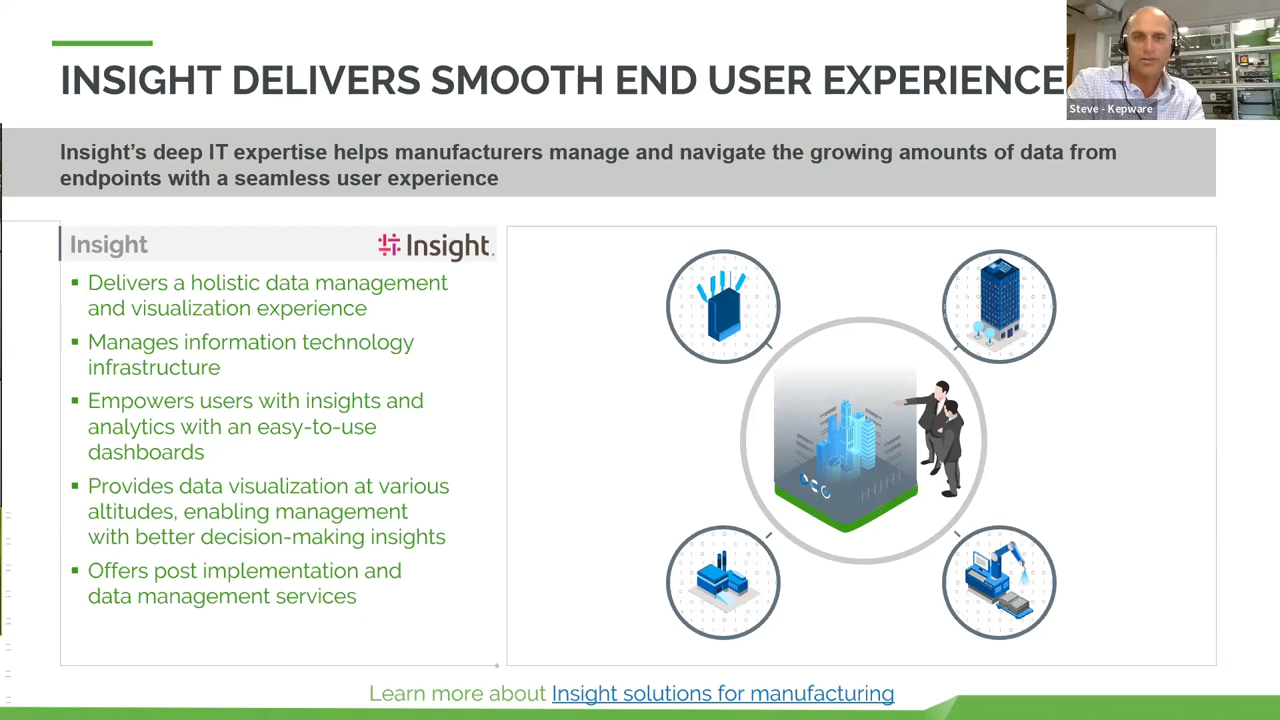 INSIGHT DELIVERS SMOOTH END USER EXPERIENCE
Steve - Kepware
Insight’s deep IT expertise helps manufacturers manage and navigate the growing amounts of data from
endpoints with a seamless user experience
Insight
Insight.
▪ Delivers a holistic data management
and visualization experience
▪ Manages information technology
infrastructure
▪ Empowers users with insights and
analytics with an easy-to-use
dashboards
▪ Provides data visualization at various
altitudes, enabling management
with better decision-making insights
▪ Offers post implementation and
data management services
Learn more about Insight solutions for manufacturing